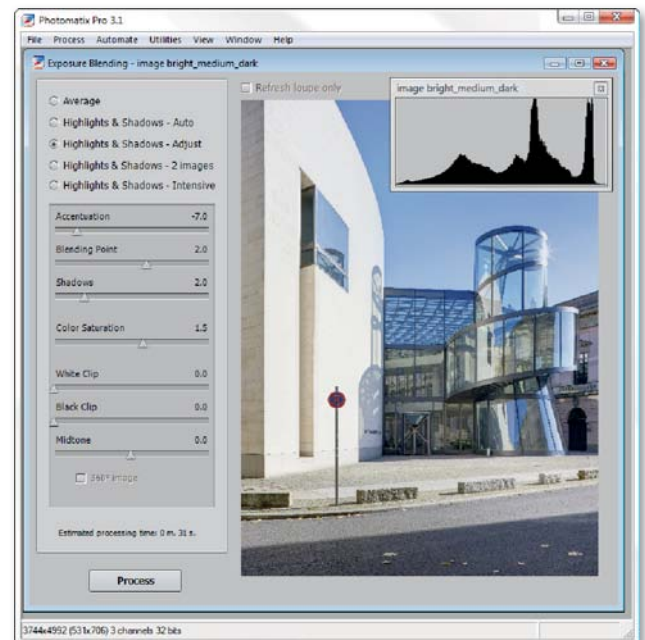 Photomatix Pro 3.1
File Process Automate Utilities View Window Help
Exposure Blending - image bright_medium_dark
Average
Highlights & Shadows - Auto
Highlights & Shadows - Adjust
Highlights & Shadows - 2 images
Highlights & Shadows - Intensive
Accentuation -7.0
Blending Point 2.0
Shadows 2.0
Color Saturation 1.5
White Clip 0.0
Black Clip 0.0
Midtone 0.0
360° image
Estimated processing time: 0 m. 31 s.
Process
Refresh loupe only
image bright_medium_dark
3744x4992 (531x706) 3 channels 32 bits